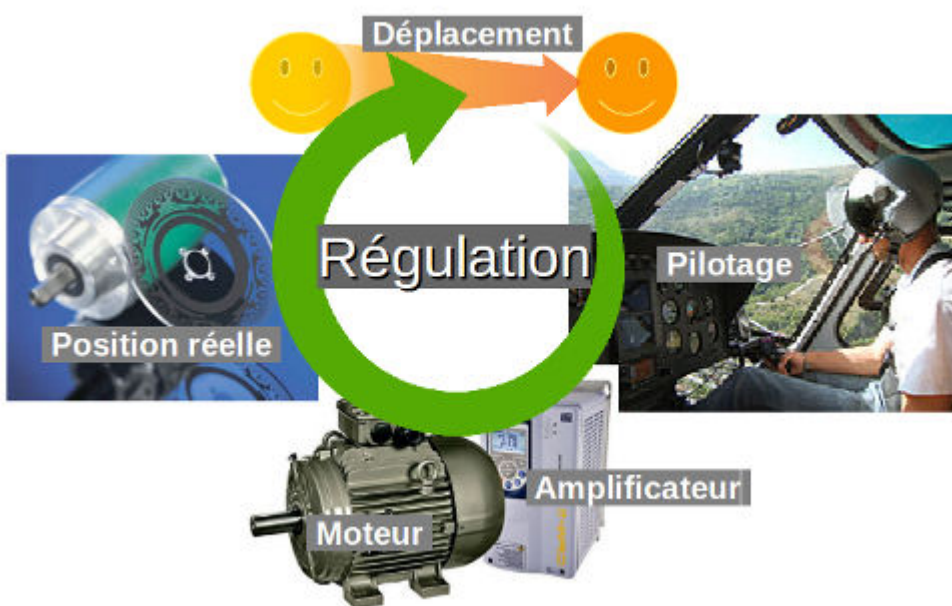 Déplacement
Régulation
Pilotage
Position réelle
Amplificateur
Moteur